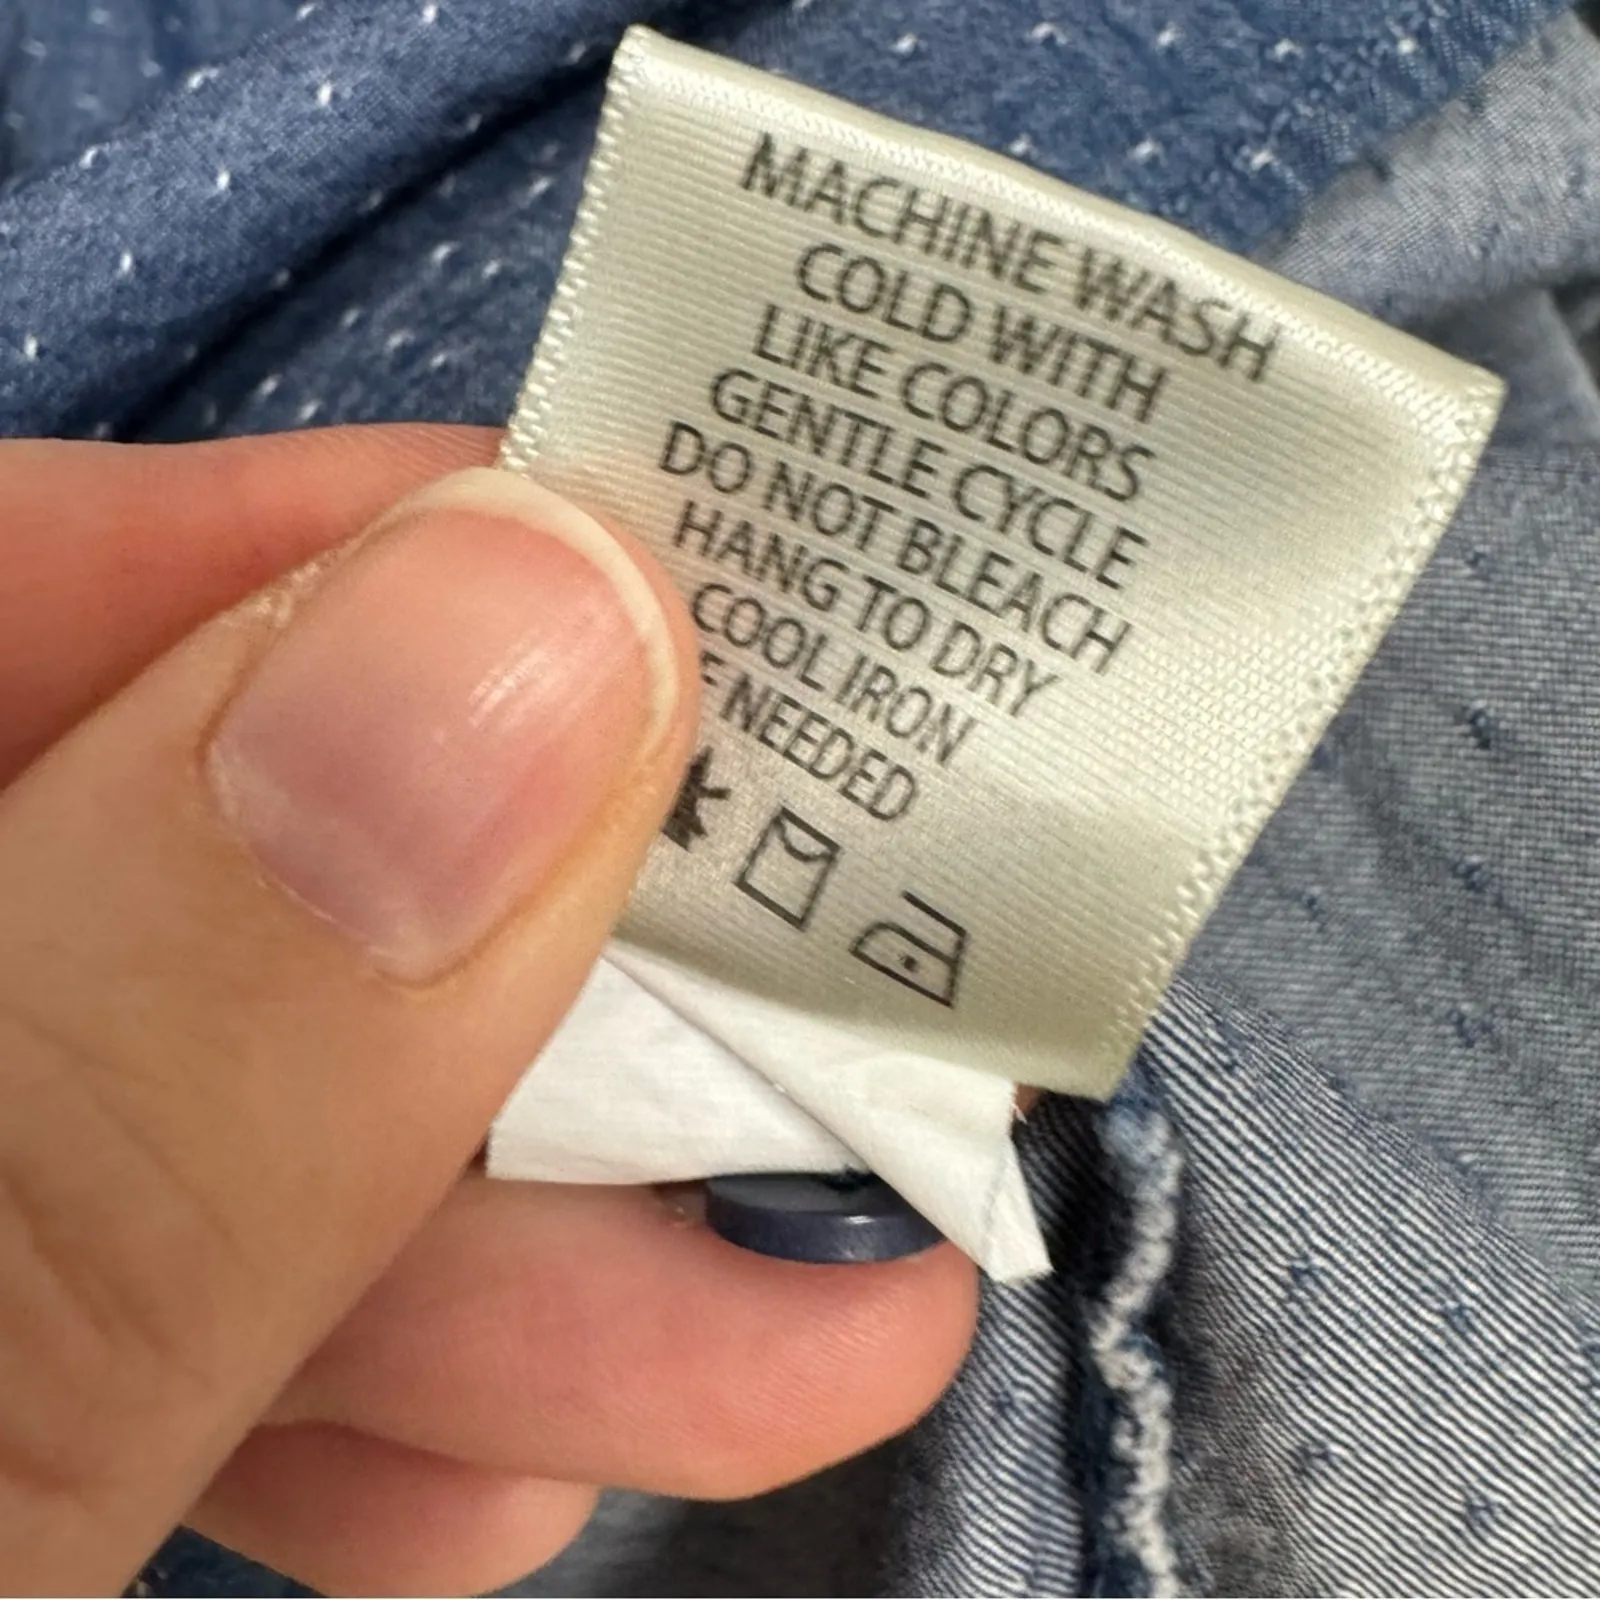 MACHINE WASH
COLD WITH
LIKE COLORS
GENTLE CYCLE
DO NOT BLEACH
HANG TO DRY
COOL IRON
NEEDED